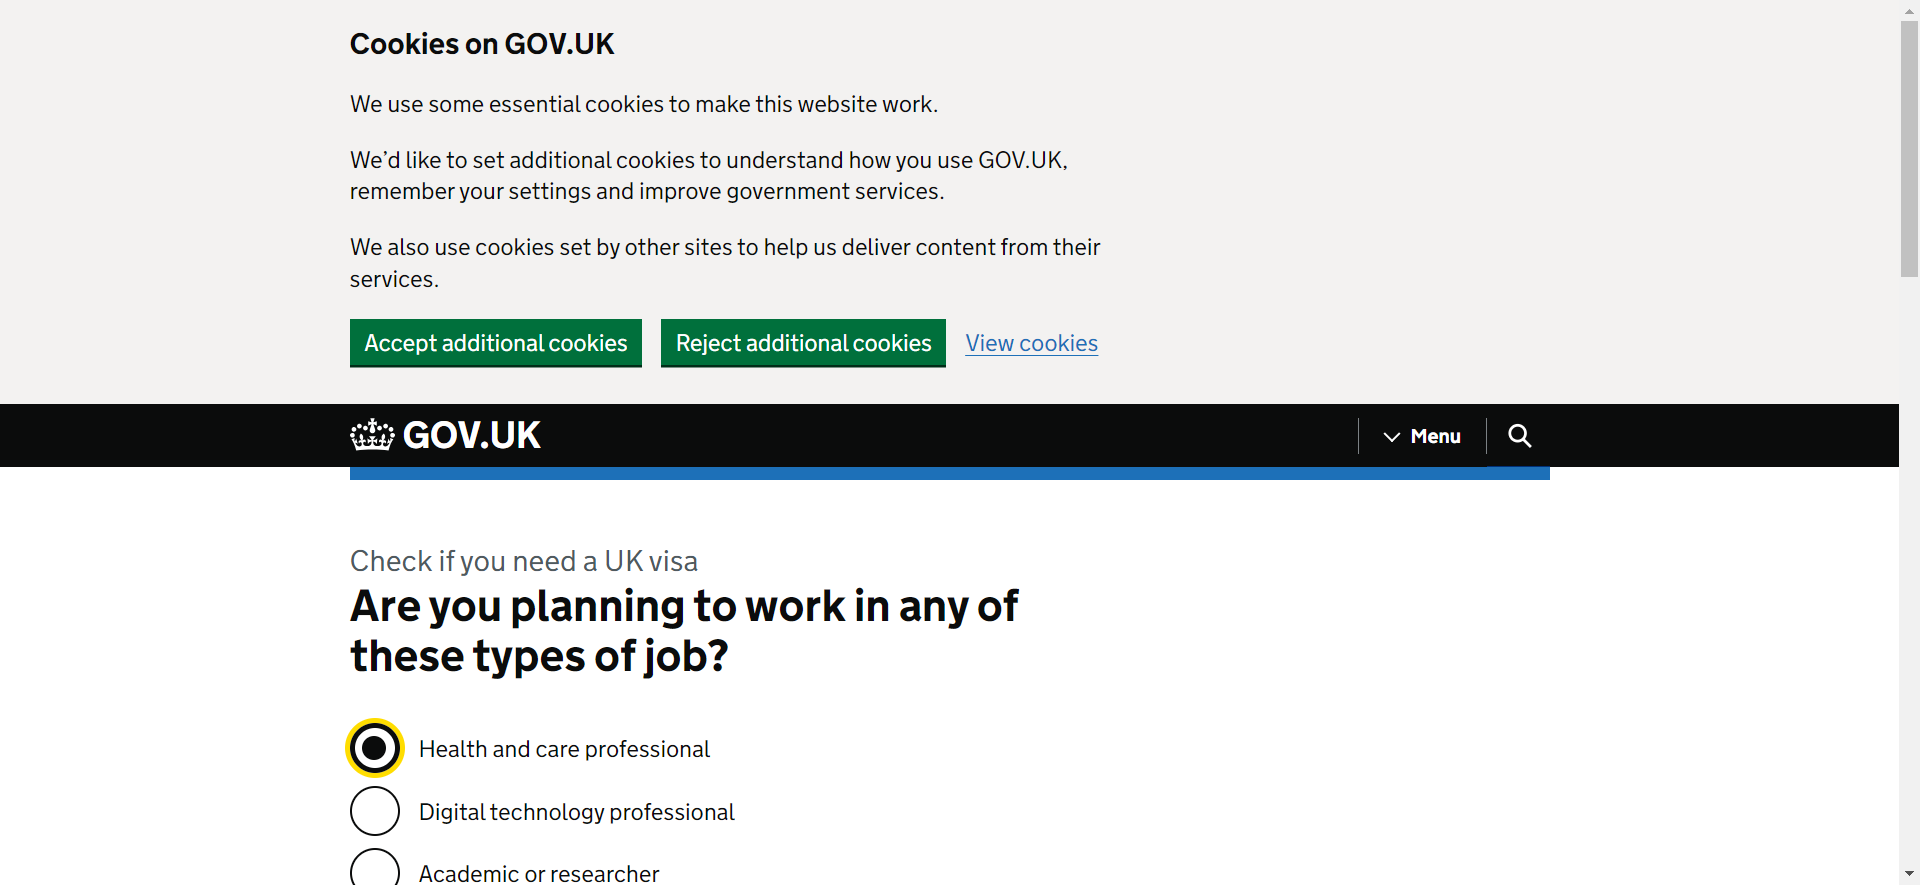 Cookies on GOV.UK
We use some essential cookies to make this website work.
We’d like to set additional cookies to understand how you use GOV.UK,
remember your settings and improve government services.
We also use cookies set by other sites to help us deliver content from their
services.
Accept additional cookies
Reject additional cookies
View cookies
GOV.UK
Menu
Check if you need a UK visa
Are you planning to work in any of
these types of job?
Health and care professional
Digital technology professional
Academic or researcher